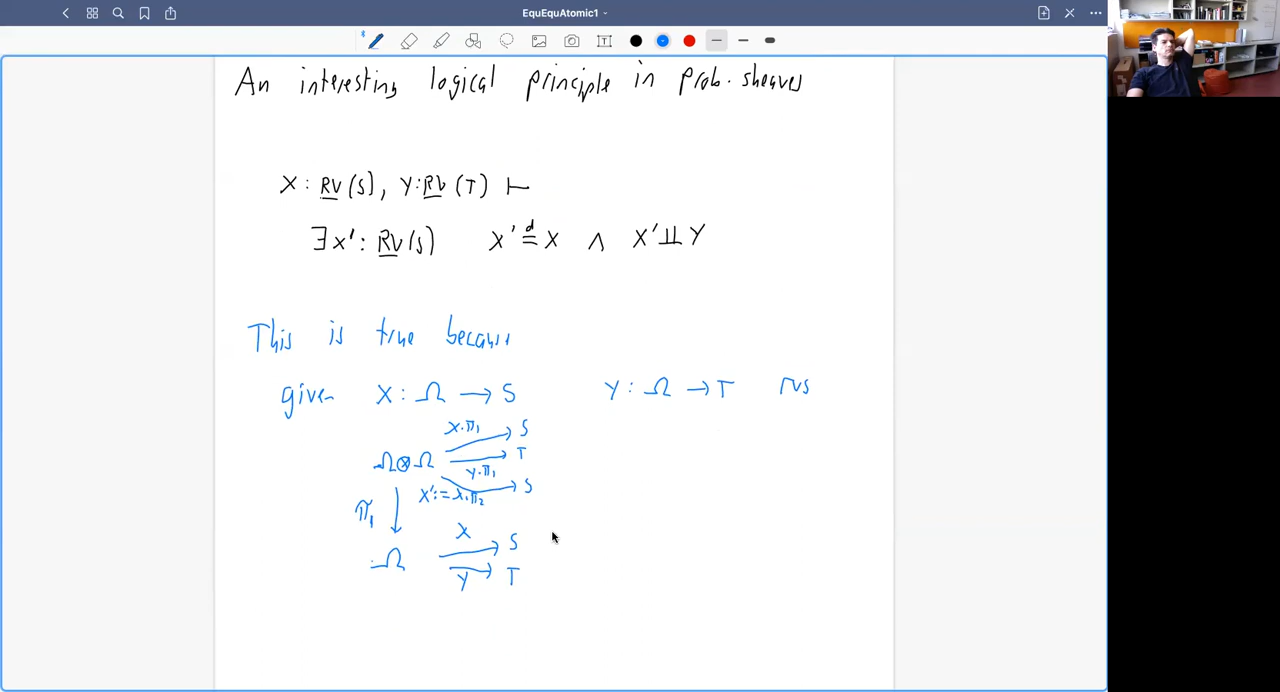 EquEquAtomic1
An interesting logical principle in prob. sheaves
X : RV(S), Y : RV(T) ⊢
∃X' : RV(S) X' =ᵈ X ∧ X' ⫫ Y
This is true because
given X : Ω → S Y : Ω → T rvs
X·π₁ S
Ω⊗Ω T
Y·π₁
X' := X·π₂ S
π₁
X S
Ω
Y T